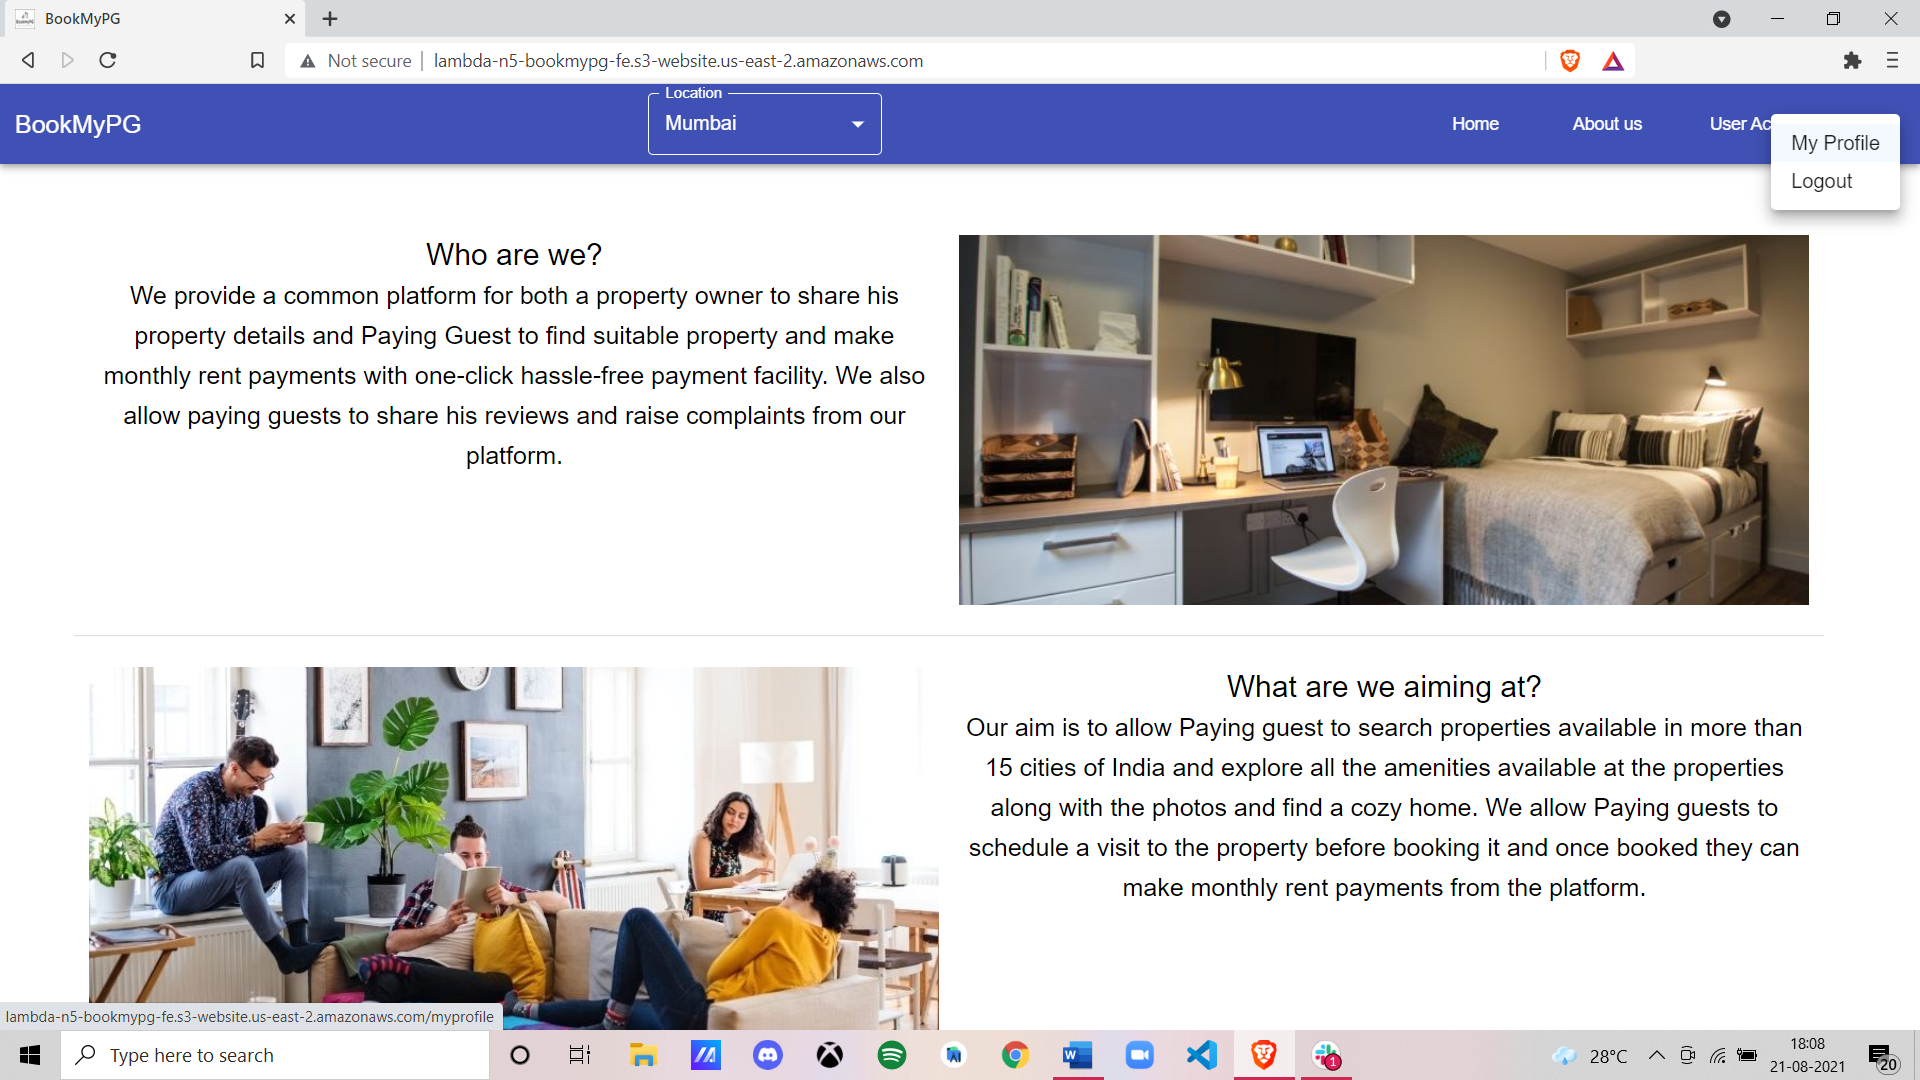 BookMyPG
Not secure
lambda-n5-bookmypg-fe.s3-website.us-east-2.amazonaws.com
BookMyPG
Location
Mumbai
Home
About us
User Ac
My Profile
Logout
Who are we?
We provide a common platform for both a property owner to share his
property details and Paying Guest to find suitable property and make
monthly rent payments with one-click hassle-free payment facility. We also
allow paying guests to share his reviews and raise complaints from our
platform.
What are we aiming at?
Our aim is to allow Paying guest to search properties available in more than
15 cities of India and explore all the amenities available at the properties
along with the photos and find a cozy home. We allow Paying guests to
schedule a visit to the property before booking it and once booked they can
make monthly rent payments from the platform.
lambda-n5-bookmypg-fe.s3-website.us-east-2.amazonaws.com/myprofile
Type here to search
W
1
28°C
18:08
21-08-2021
20